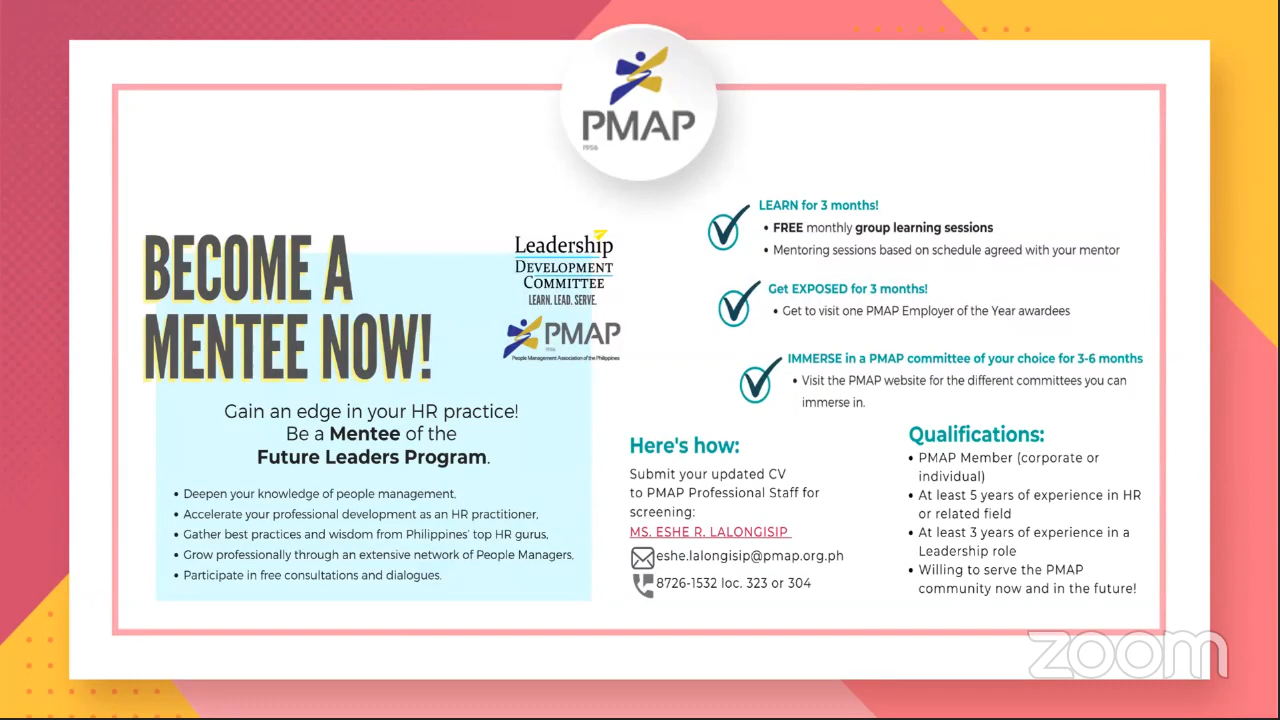 PMAP
1956
BECOME A
MENTEE NOW!
Leadership
DEVELOPMENT
COMMITTEE
LEARN. LEAD. SERVE.
PMAP
1956
People Management Association of the Philippines
Gain an edge in your HR practice!
Be a Mentee of the
Future Leaders Program.
• Deepen your knowledge of people management,
• Accelerate your professional development as an HR practitioner,
• Gather best practices and wisdom from Philippines' top HR gurus,
• Grow professionally through an extensive network of People Managers,
• Participate in free consultations and dialogues.
LEARN for 3 months!
• FREE monthly group learning sessions
• Mentoring sessions based on schedule agreed with your mentor
Get EXPOSED for 3 months!
• Get to visit one PMAP Employer of the Year awardees
IMMERSE in a PMAP committee of your choice for 3-6 months
• Visit the PMAP website for the different committees you can
immerse in.
Here's how:
Submit your updated CV
to PMAP Professional Staff for
screening:
MS. ESHE R. LALONGISIP
eshe.lalongisip@pmap.org.ph
8726-1532 loc. 323 or 304
Qualifications:
• PMAP Member (corporate or
individual)
• At least 5 years of experience in HR
or related field
• At least 3 years of experience in a
Leadership role
• Willing to serve the PMAP
community now and in the future!
zoom